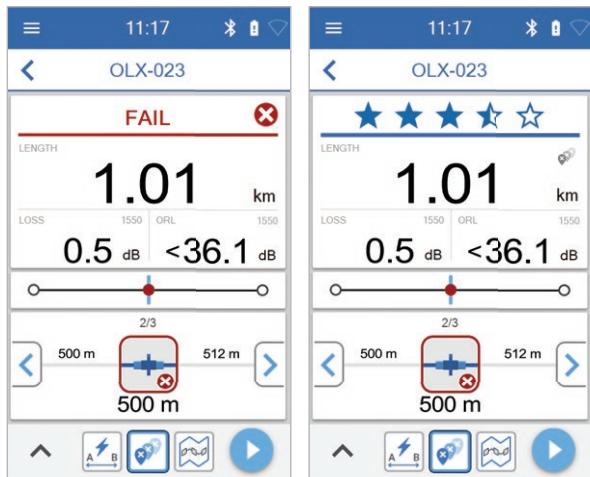 11:17
OLX-023
FAIL
LENGTH
1.01 km
LOSS 1550 ORL 1550
0.5 dB <36.1 dB
2/3
500 m 512 m
500 m
A B
11:17
OLX-023
LENGTH
1.01 km
LOSS 1550 ORL 1550
0.5 dB <36.1 dB
2/3
500 m 512 m
500 m
A B